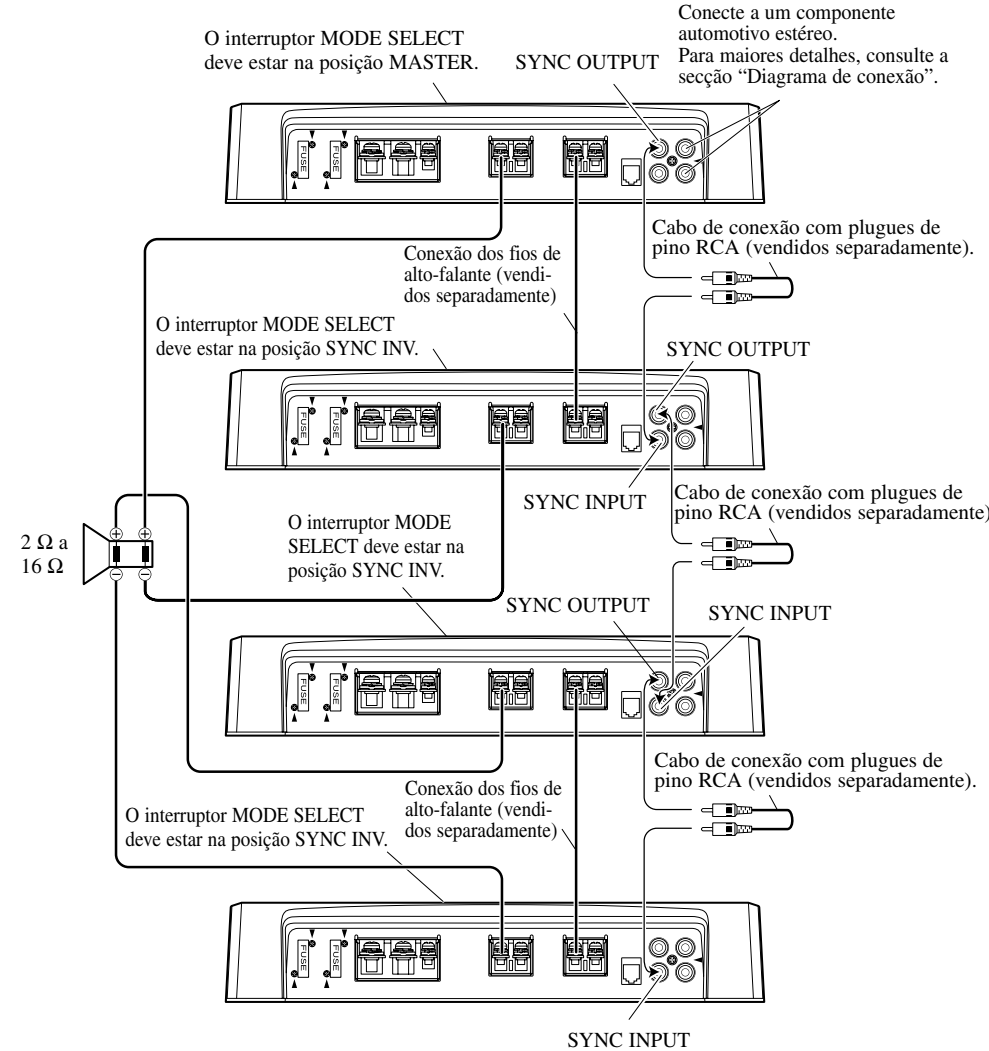 Conecte a um componente
automotivo estéreo.
Para maiores detalhes, consulte a
secção “Diagrama de conexão”.
O interruptor MODE SELECT
deve estar na posição MASTER.
SYNC OUTPUT
FUSE
FUSE
Cabo de conexão com plugues de
pino RCA (vendidos separadamente).
Conexão dos fios de
alto-falante (vendi-
dos separadamente)
O interruptor MODE SELECT
deve estar na posição SYNC INV.
SYNC OUTPUT
FUSE
FUSE
SYNC INPUT
Cabo de conexão com plugues de
pino RCA (vendidos separadamente)
O interruptor MODE
SELECT deve estar na
posição SYNC INV.
2 Ω a
16 Ω
SYNC OUTPUT
SYNC INPUT
FUSE
FUSE
Cabo de conexão com plugues de
pino RCA (vendidos separadamente).
Conexão dos fios de
alto-falante (vendi-
dos separadamente)
O interruptor MODE SELECT
deve estar na posição SYNC INV.
FUSE
FUSE
SYNC INPUT